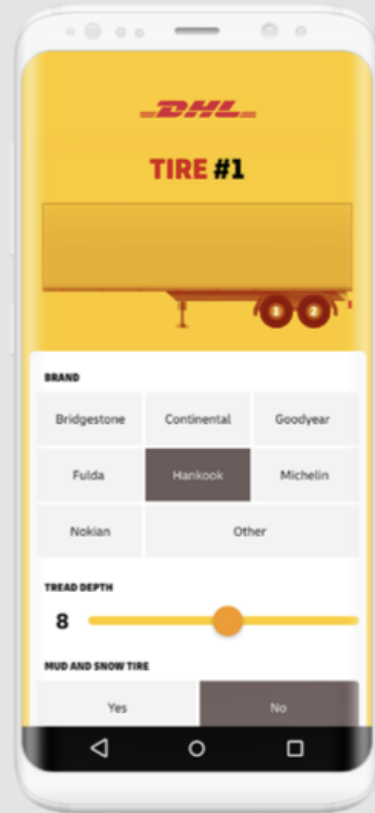 DHL
TIRE #1
1 2
BRAND
Bridgestone Continental Goodyear
Fulda Hankook Michelin
Nokian Other
TREAD DEPTH
8
MUD AND SNOW TIRE
Yes No